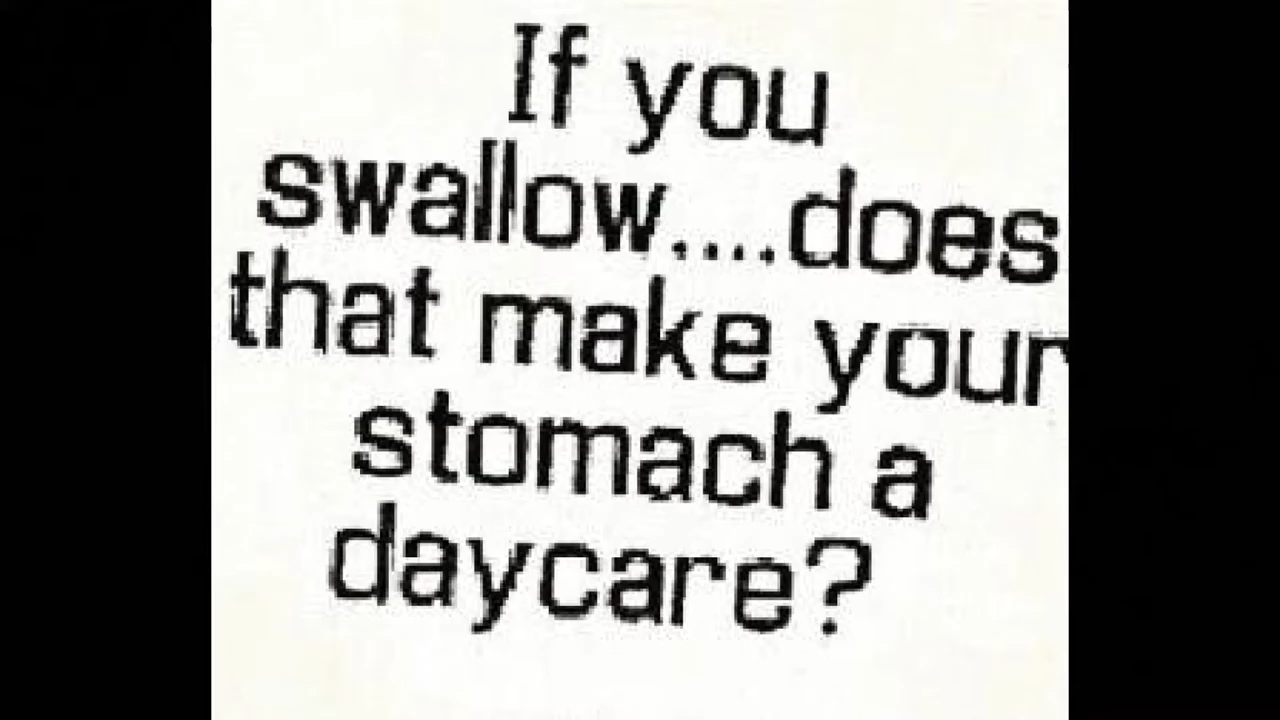 If you
swallow....does
that make your
stomach a
daycare?